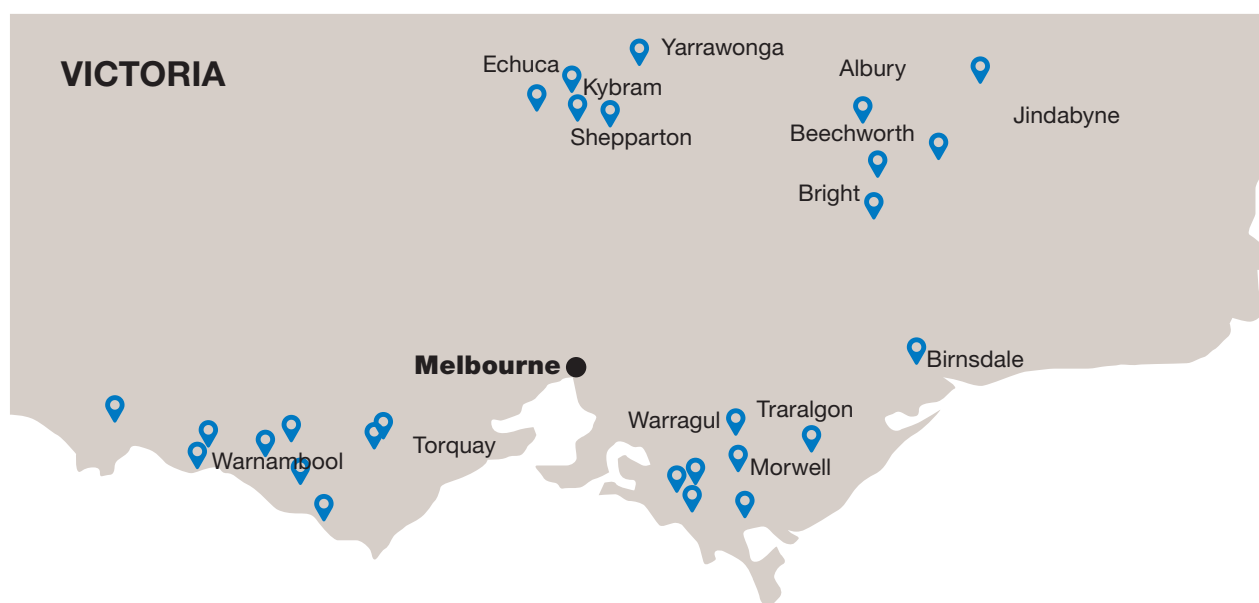 VICTORIA
Yarrawonga
Echuca
Albury
Kybram
Jindabyne
Shepparton
Beechworth
Bright
Melbourne
Birnsdale
Traralgon
Warragul
Torquay
Warnambool
Morwell